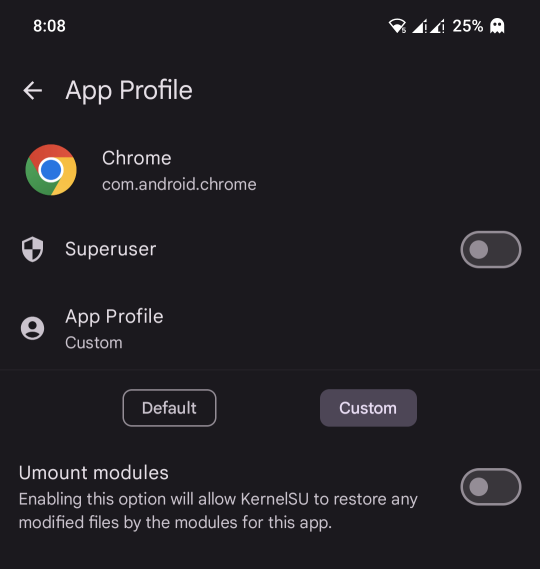 8:08
25%
App Profile
Chrome
com.android.chrome
Superuser
App Profile
Custom
Default
Custom
Umount modules
Enabling this option will allow KernelSU to restore any
modified files by the modules for this app.